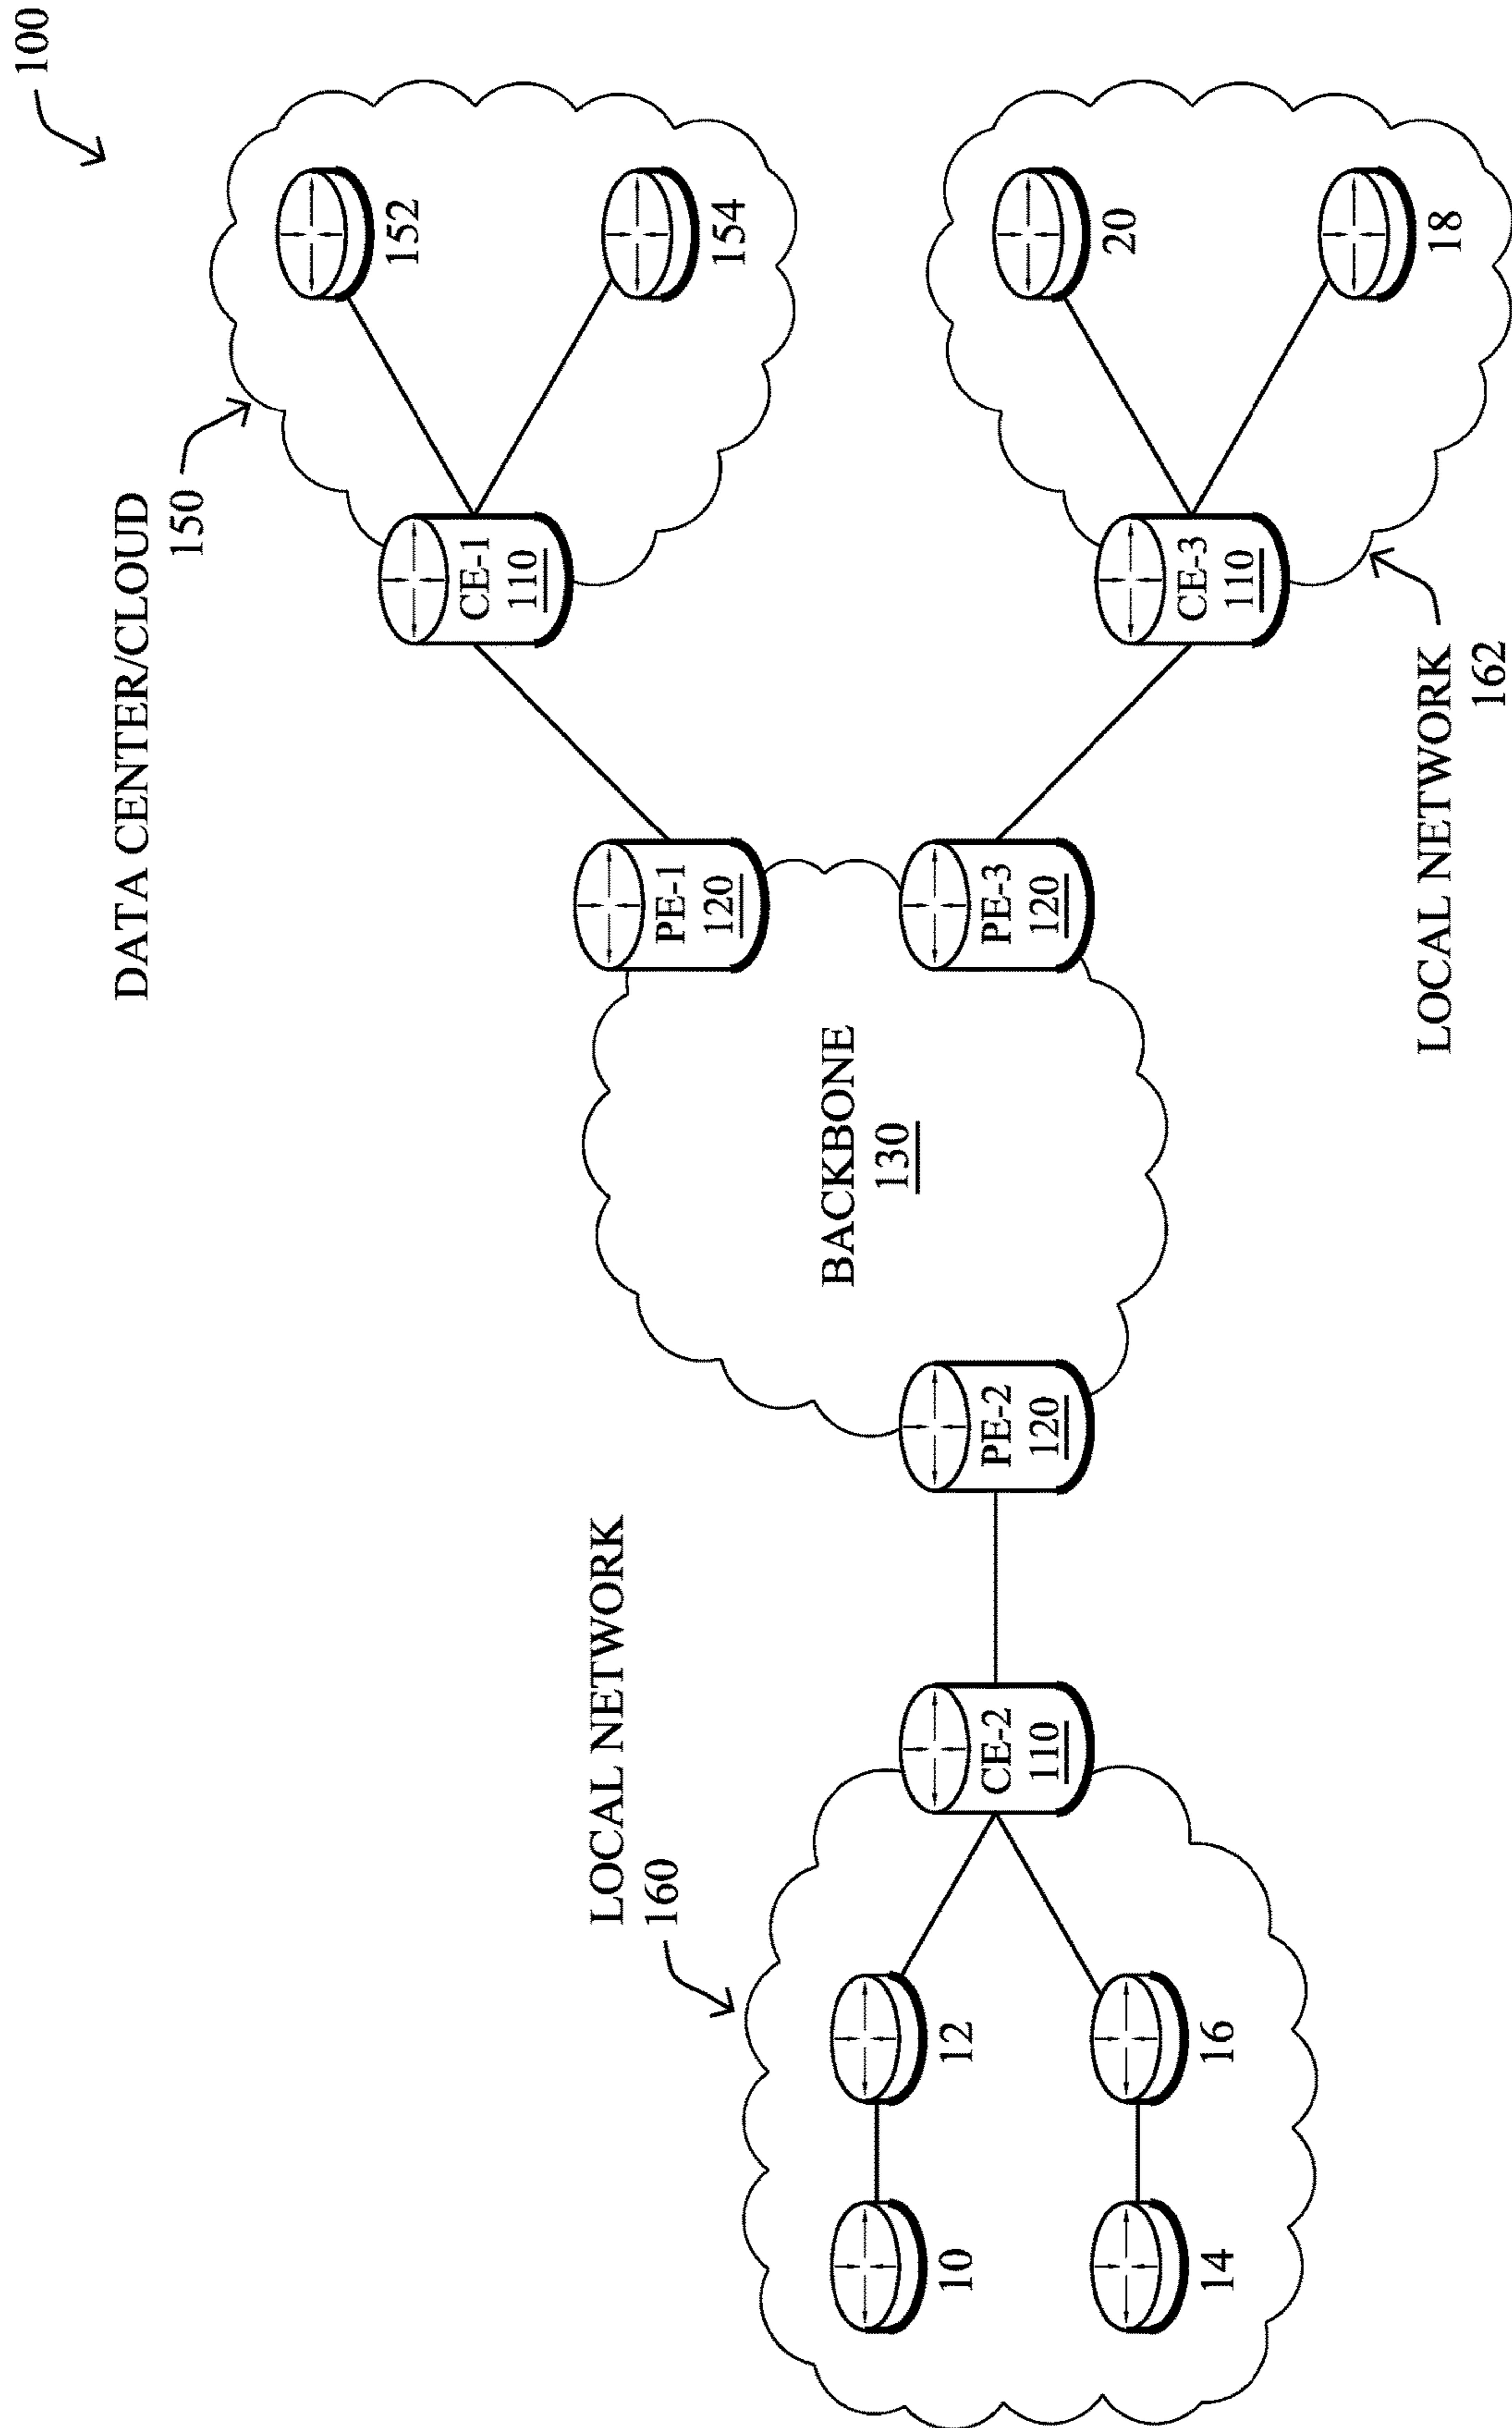 100
DATA CENTER/CLOUD
150
152
154
CE-1
110
PE-1
120
LOCAL NETWORK
160
BACKBONE
130
10
12
14
16
CE-2
110
PE-2
120
PE-3
120
CE-3
110
20
18
LOCAL NETWORK
162